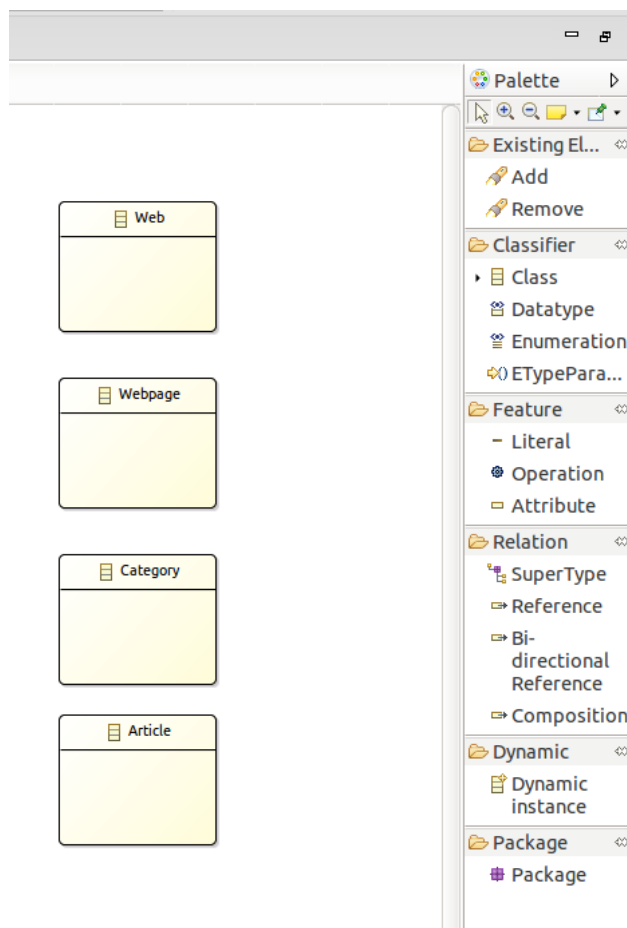 Palette
Existing El...
Add
Remove
Web
Classifier
Class
Datatype
Enumeration
ETypePara...
Webpage
Feature
Literal
Operation
Attribute
Relation
SuperType
Reference
Bi-
directional
Reference
Composition
Category
Article
Dynamic
Dynamic
instance
Package
Package